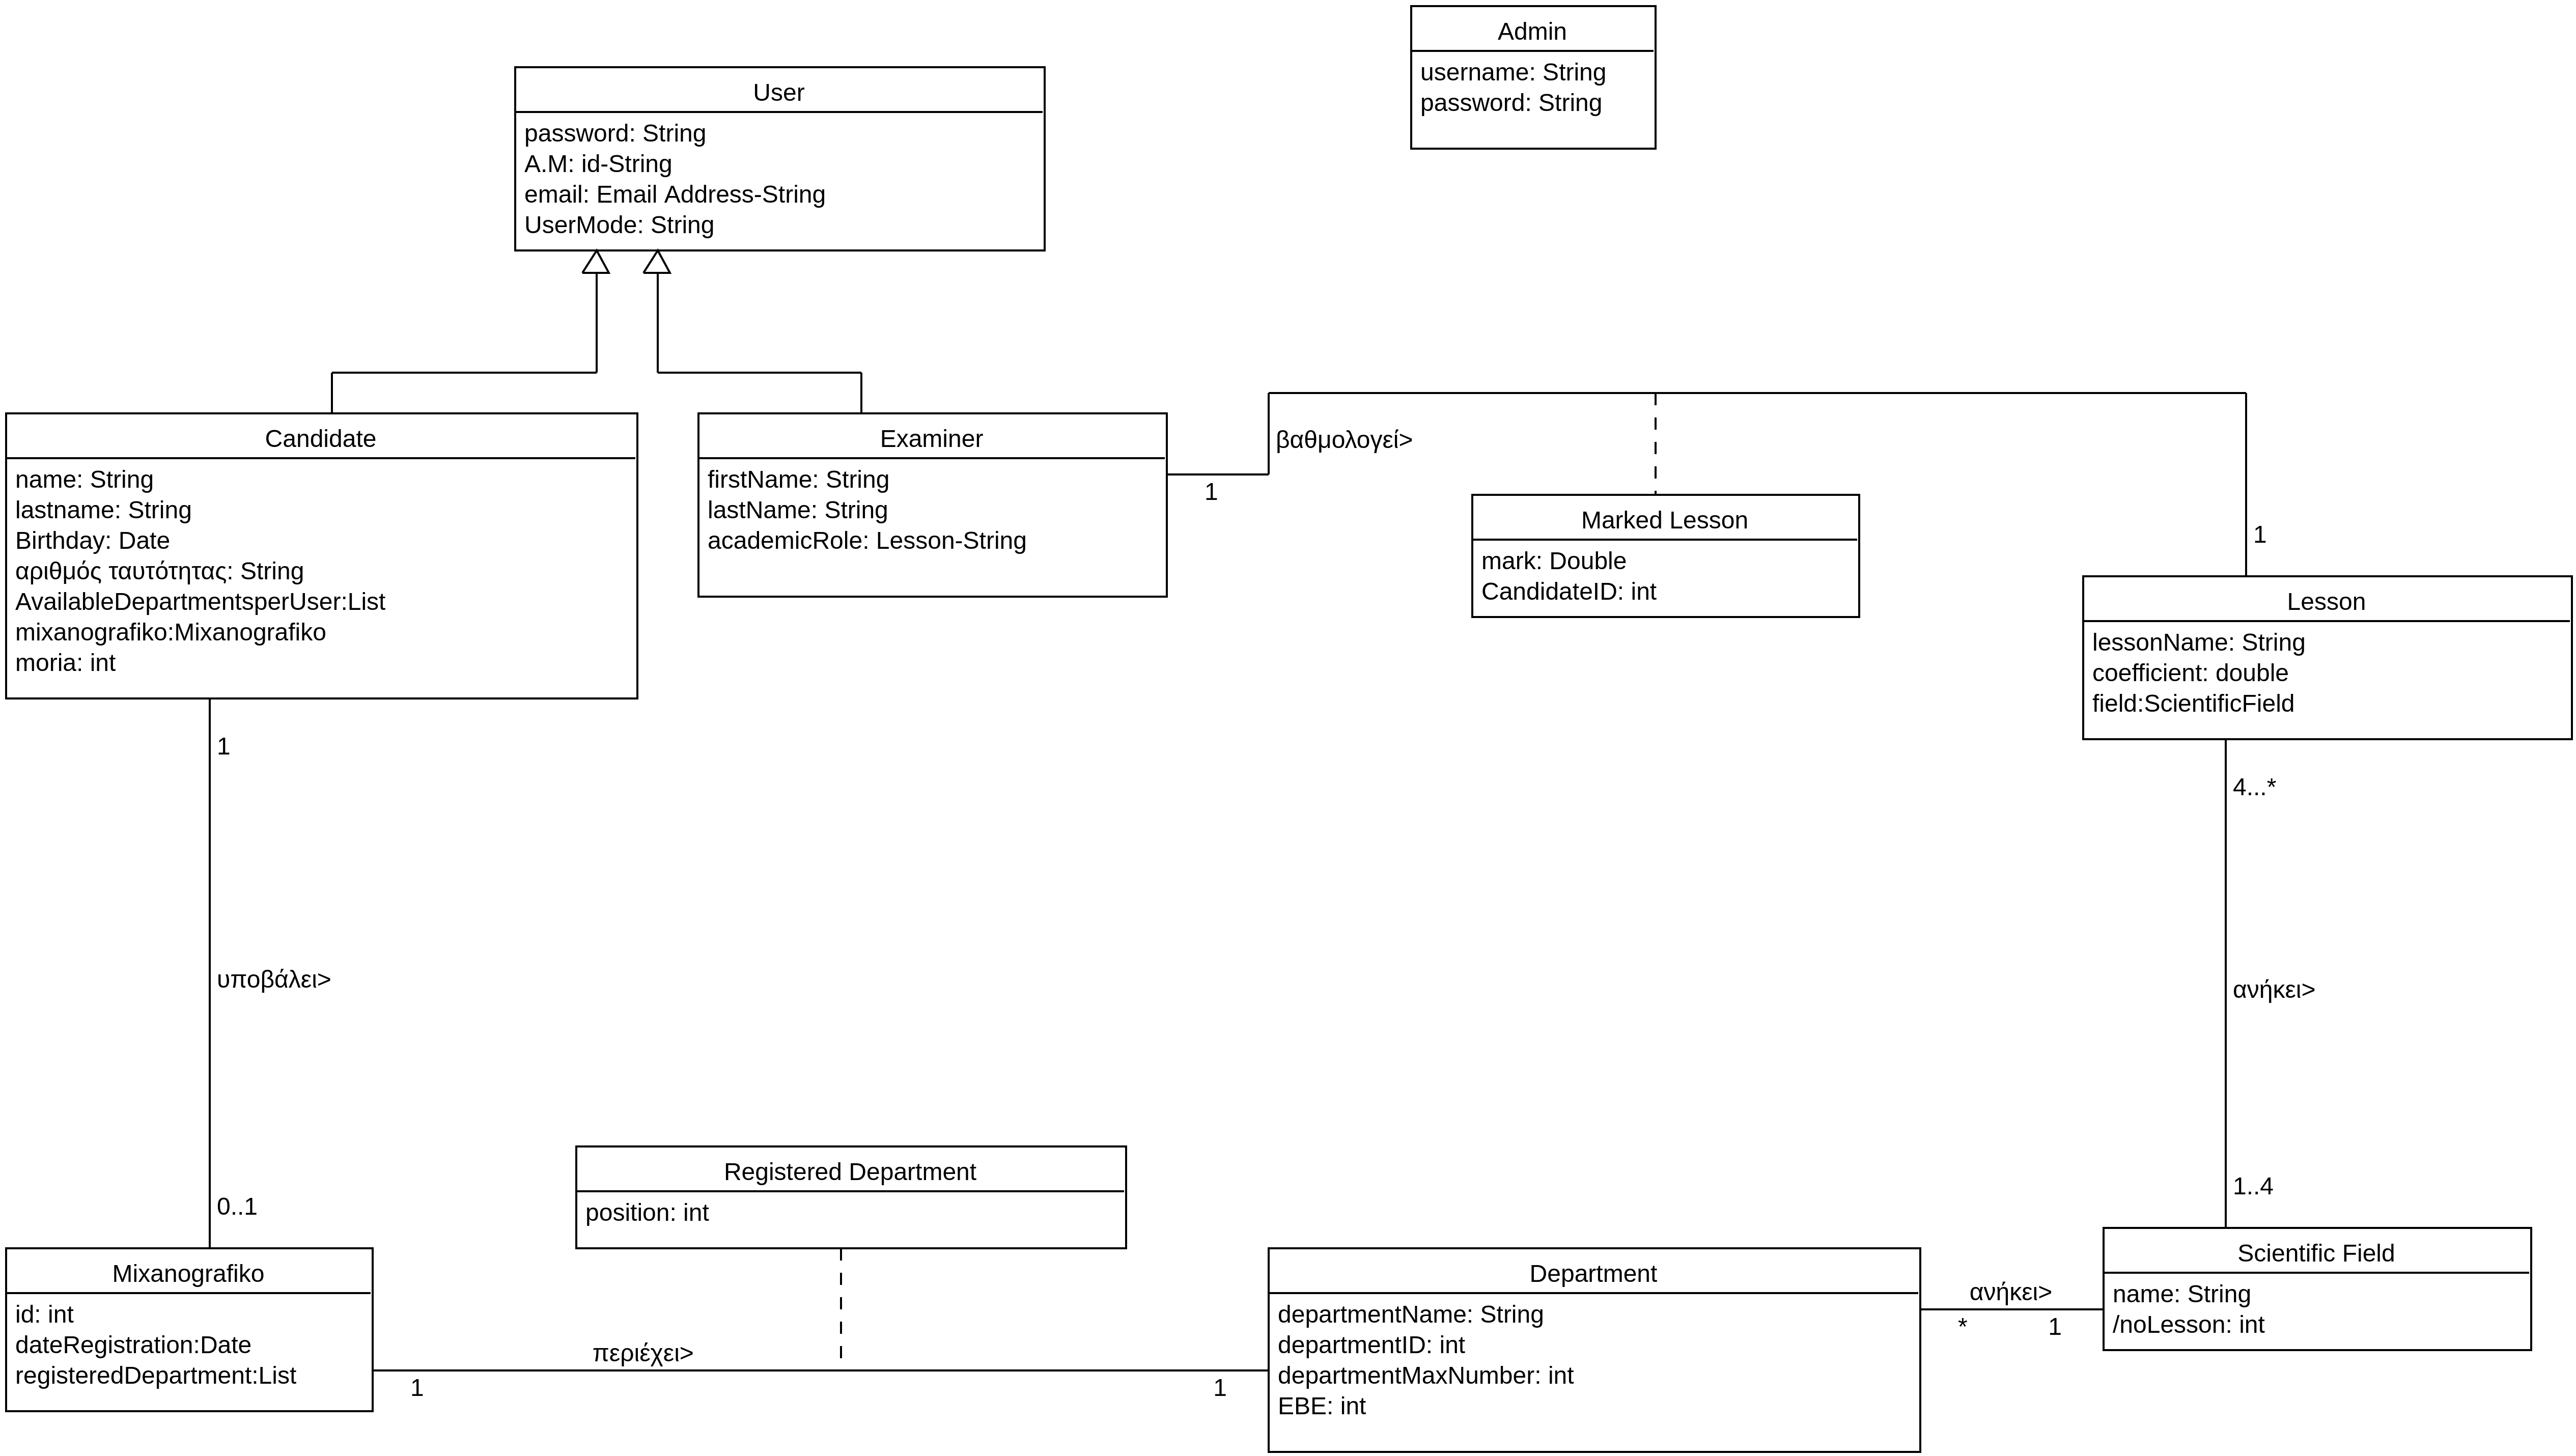 Admin
username: String
password: String
User
password: String
A.M: id-String
email: Email Address-String
UserMode: String
Candidate
name: String
lastname: String
Birthday: Date
αριθμός ταυτότητας: String
AvailableDepartmentsperUser:List
mixanografiko:Mixanografiko
moria: int
Examiner
firstName: String
lastName: String
academicRole: Lesson-String
βαθμολογεί>
1
1
Marked Lesson
mark: Double
CandidateID: int
Lesson
lessonName: String
coefficient: double
field:ScientificField
1
υποβάλει>
0..1
4...*
ανήκει>
1..4
Registered Department
position: int
Mixanografiko
id: int
dateRegistration:Date
registeredDepartment:List
περιέχει>
1
1
Department
departmentName: String
departmentID: int
departmentMaxNumber: int
EBE: int
ανήκει>
*
1
Scientific Field
name: String
/noLesson: int